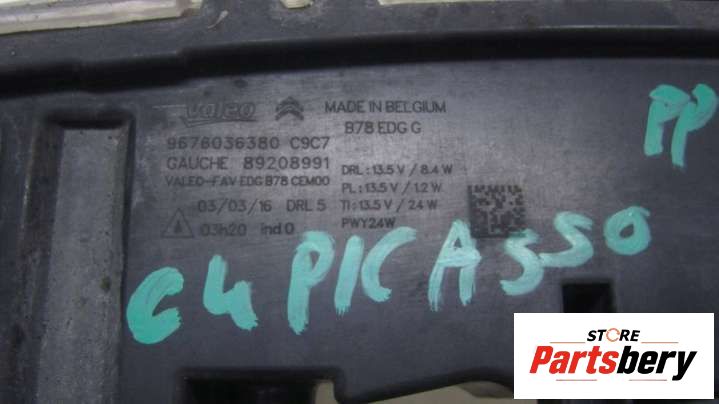 Valeo
MADE IN BELGIUM
B78 EDG G
9676036380 C9C7
GAUCHE 89208991
VALEO-FAV EDG B78 CEM00
DRL : 13.5 V / 8.4 W
PL : 13.5 V / 1.2 W
TI : 13.5 V / 24 W
PWY24W
03/03/16 DRL 5
03h20 ind 0
PP
C4 PICASSO
STORE
Partsbery